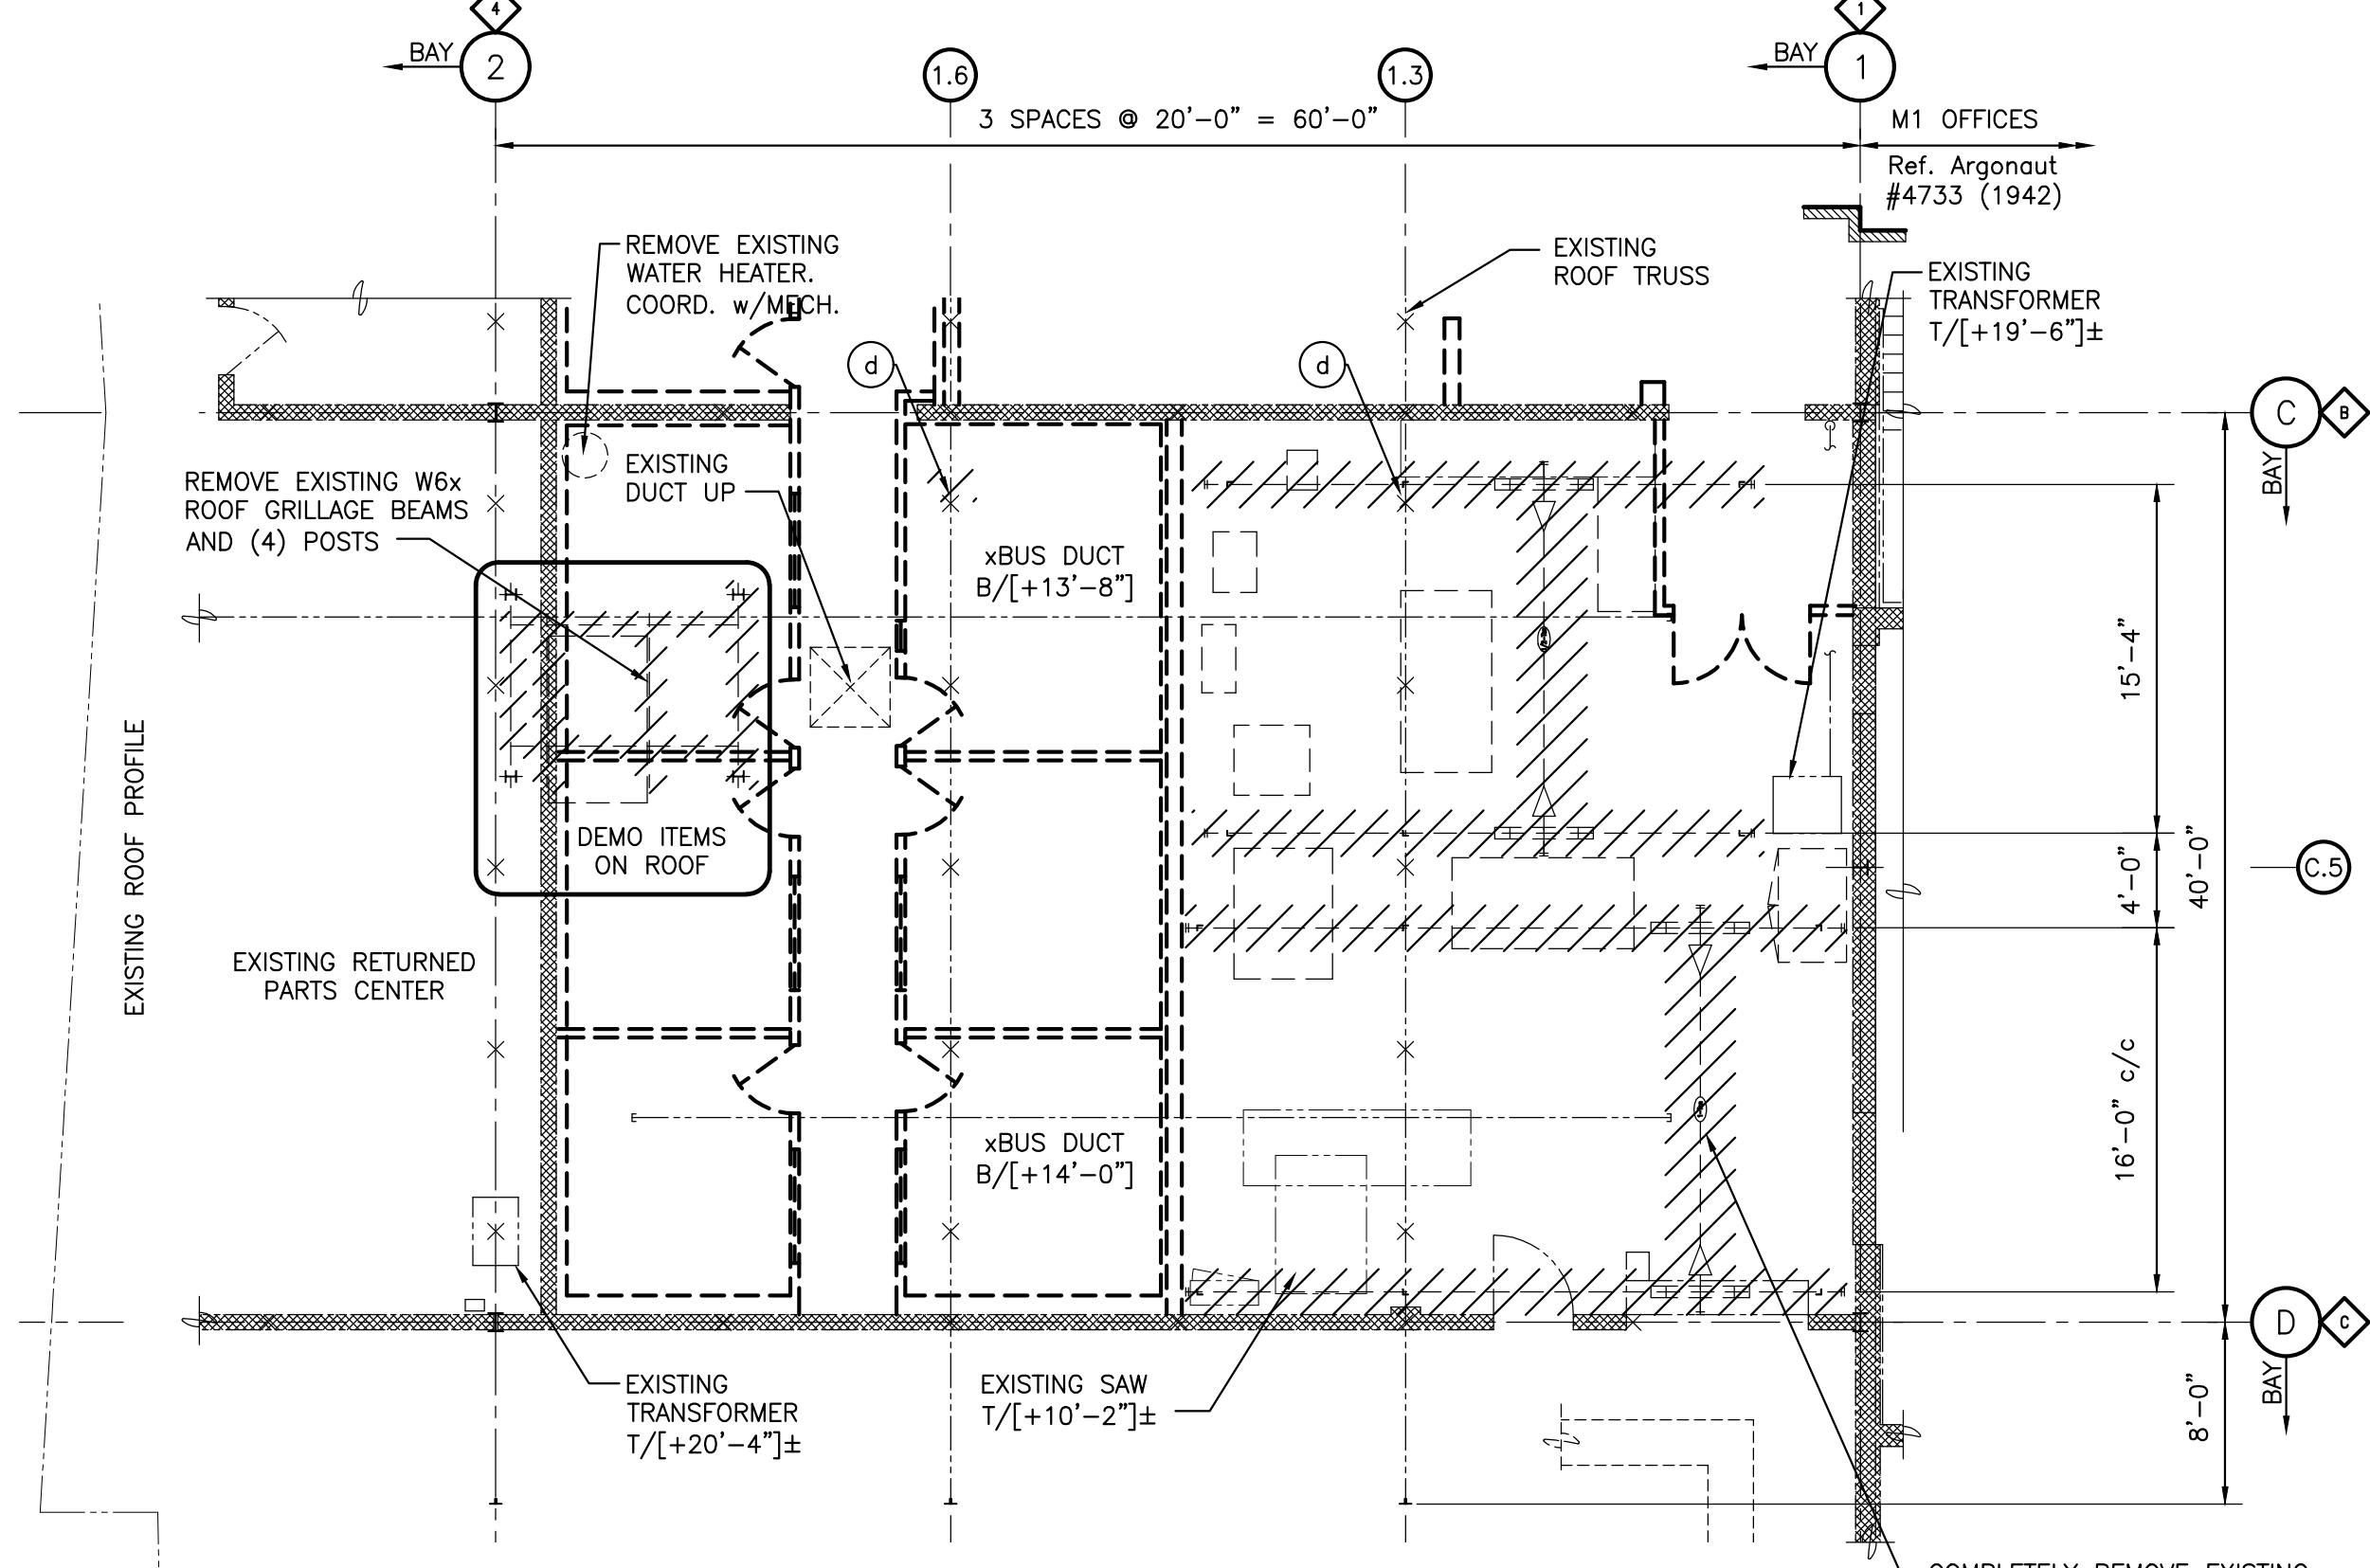 4
1
BAY
2
1.6
1.3
BAY
1
3 SPACES @ 20'-0" = 60'-0"
M1 OFFICES
Ref. Argonaut
#4733 (1942)
REMOVE EXISTING
WATER HEATER.
COORD. w/MECH.
EXISTING
ROOF TRUSS
EXISTING
TRANSFORMER
T/[+19'-6"]±
d
d
C
B
BAY
REMOVE EXISTING W6x
ROOF GRILLAGE BEAMS
AND (4) POSTS
EXISTING
DUCT UP
xBUS DUCT
B/[+13'-8"]
15'-4"
EXISTING ROOF PROFILE
DEMO ITEMS
ON ROOF
4'-0"
40'-0"
C.5
EXISTING RETURNED
PARTS CENTER
16'-0" c/c
xBUS DUCT
B/[+14'-0"]
D
C
BAY
EXISTING
TRANSFORMER
T/[+20'-4"]±
EXISTING SAW
T/[+10'-2"]±
8'-0"
COMPLETELY REMOVE EXISTING